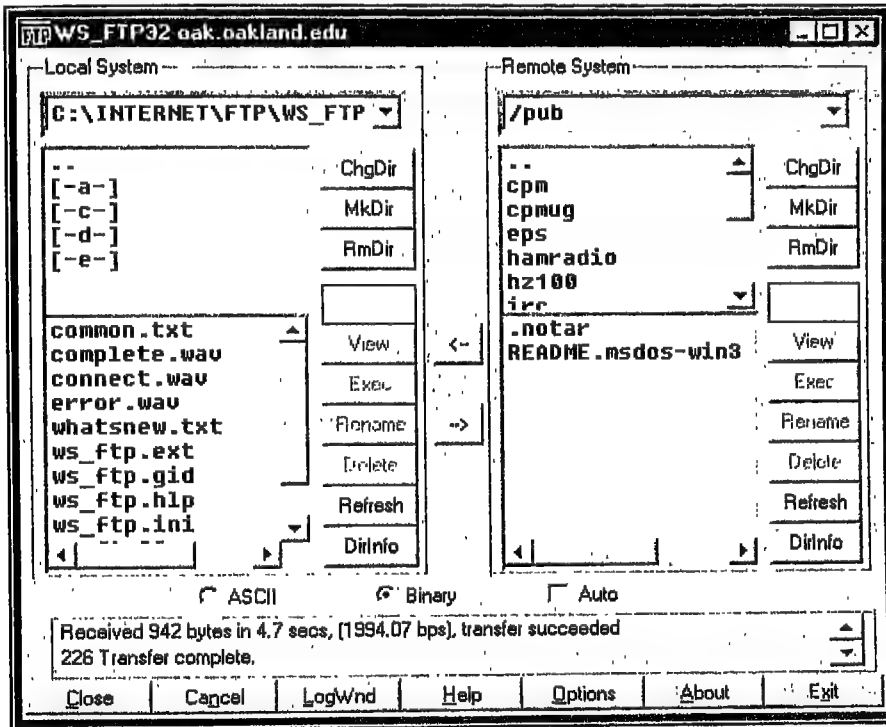 FTP WS_FTP32 oak.oakland.edu
Local System
C:\INTERNET\FTP\WS_FTP
..
[-a-]
[-c-]
[-d-]
[-e-]
ChgDir
MkDir
RmDir
common.txt
complete.wav
connect.wav
error.wav
whatsnew.txt
ws_ftp.ext
ws_ftp.gid
ws_ftp.hlp
ws_ftp.ini
View
Exec
Rename
Delete
Refresh
DirInfo
<--
-->
Remote System
/pub
..
cpm
cpmug
eps
hamradio
hz100
irc
ChgDir
MkDir
RmDir
.notar
README.msdos-win3
View
Exec
Rename
Delete
Refresh
DirInfo
ASCII
Binary
Auto
Received 942 bytes in 4.7 secs, (1994.07 bps), transfer succeeded
226 Transfer complete.
Close
Cancel
LogWnd
Help
Options
About
Exit